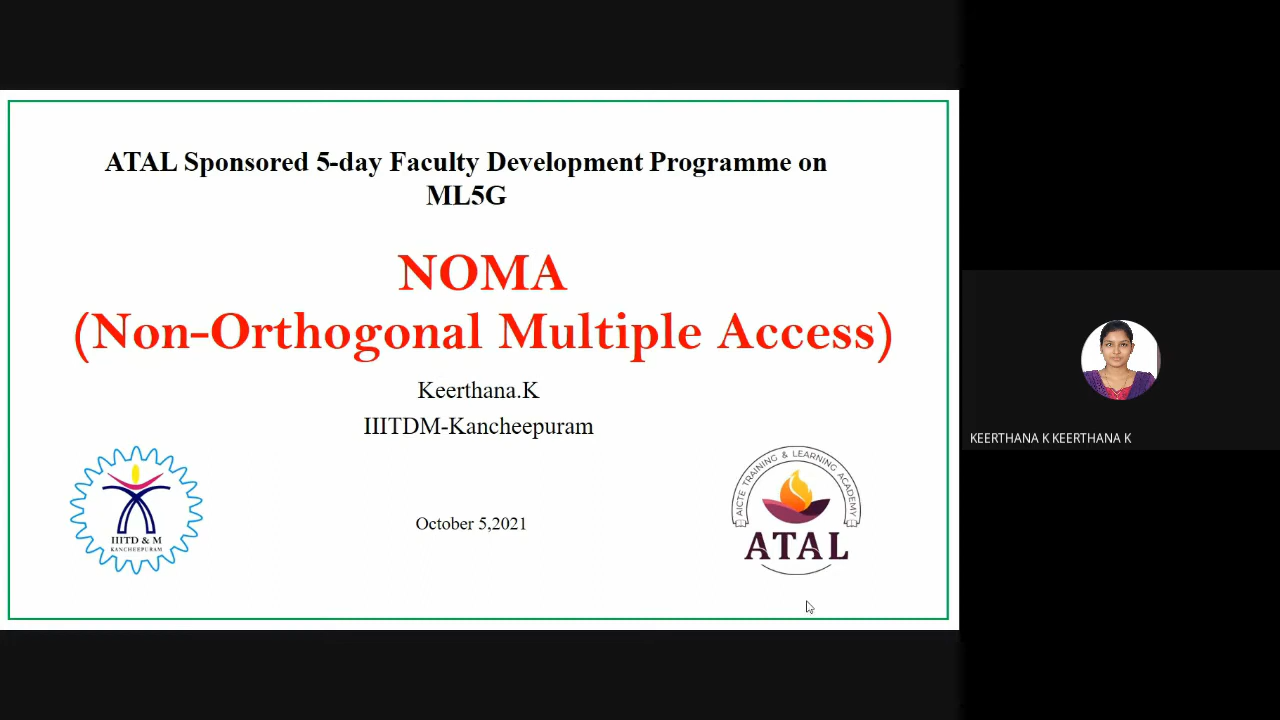 ATAL Sponsored 5-day Faculty Development Programme on
ML5G
NOMA
(Non-Orthogonal Multiple Access)
Keerthana.K
IIITDM-Kancheepuram
IIITD & M
KANCHEEPURAM
October 5,2021
AICTE TRAINING & LEARNING ACADEMY
ATAL
KEERTHANA K KEERTHANA K